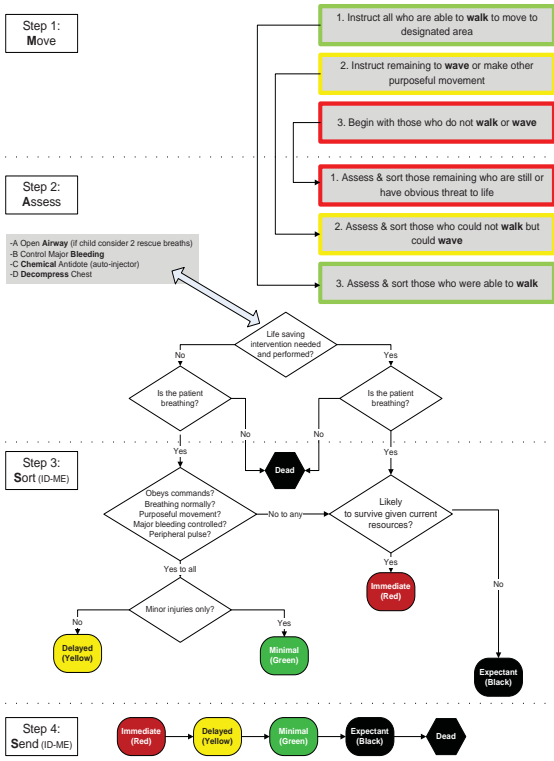 Step 1:
Move
1. Instruct all who are able to walk to move to
designated area
2. Instruct remaining to wave or make other
purposeful movement
3. Begin with those who do not walk or wave
Step 2:
Assess
1. Assess & sort those remaining who are still or
have obvious threat to life
2. Assess & sort those who could not walk but
could wave
3. Assess & sort those who were able to walk
-A Open Airway (if child consider 2 rescue breaths)
-B Control Major Bleeding
-C Chemical Antidote (auto-injector)
-D Decompress Chest
Life saving
intervention needed
and performed?
No
Yes
Is the patient
breathing?
Is the patient
breathing?
No
No
Yes
Yes
Dead
Step 3:
Sort (ID-ME)
Obeys commands?
Breathing normally?
Purposeful movement?
Major bleeding controlled?
Peripheral pulse?
No to any
Likely
to survive given current
resources?
Yes to all
Yes
No
Minor injuries only?
No
Yes
Immediate
(Red)
Delayed
(Yellow)
Minimal
(Green)
Expectant
(Black)
Step 4:
Send (ID-ME)
Immediate
(Red)
Delayed
(Yellow)
Minimal
(Green)
Expectant
(Black)
Dead